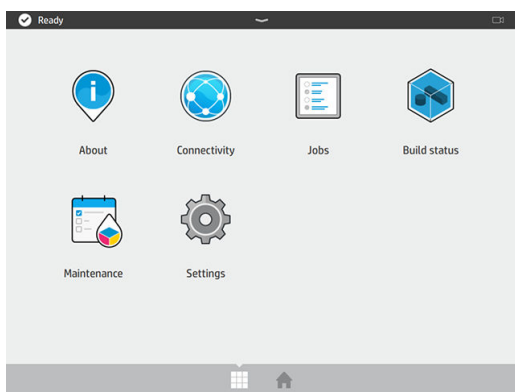 Ready
About
Connectivity
Jobs
Build status
Maintenance
Settings